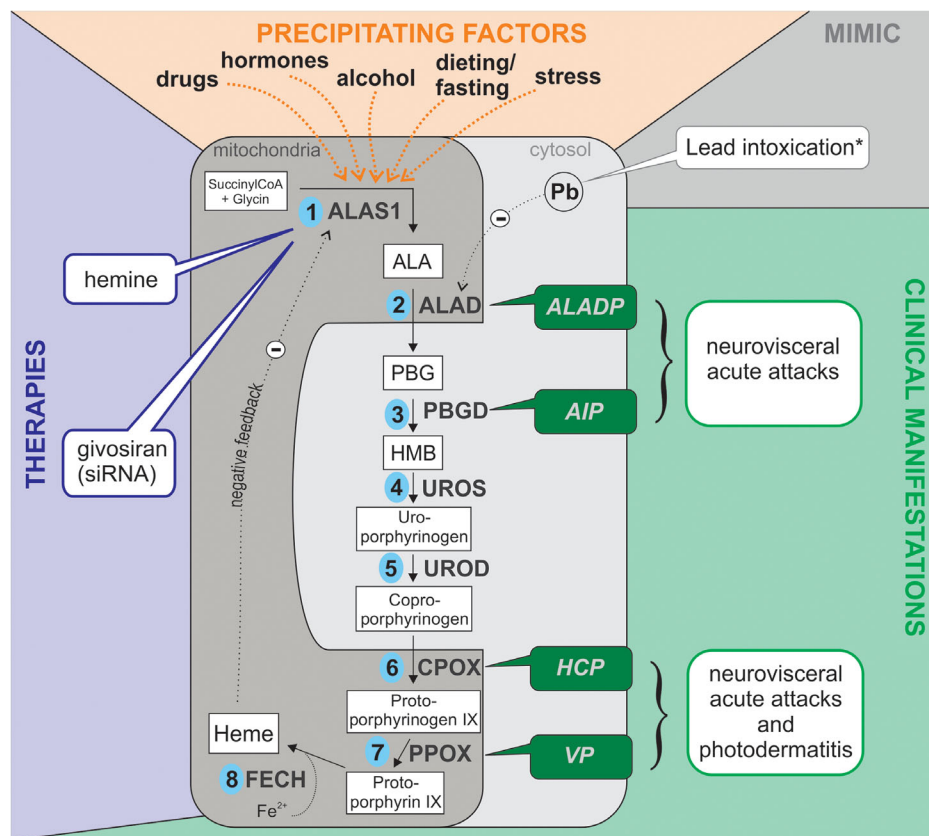 PRECIPITATING FACTORS
MIMIC
drugs
hormones
alcohol
dieting/
fasting
stress
mitochondria
cytosol
Lead intoxication*
SuccinylCoA
+ Glycin
Pb
1 ALAS1
−
hemine
ALA
2 ALAD
ALADP
neurovisceral
acute attacks
THERAPIES
CLINICAL MANIFESTATIONS
−
PBG
negative feedback
3 PBGD
AIP
givosiran
(siRNA)
HMB
4 UROS
Uro-
porphyrinogen
5 UROD
Copro-
porphyrinogen
6 CPOX
HCP
neurovisceral
acute attacks
and
photodermatitis
Proto-
porphyrinogen IX
Heme
7 PPOX
VP
8 FECH
Proto-
porphyrin IX
Fe²⁺